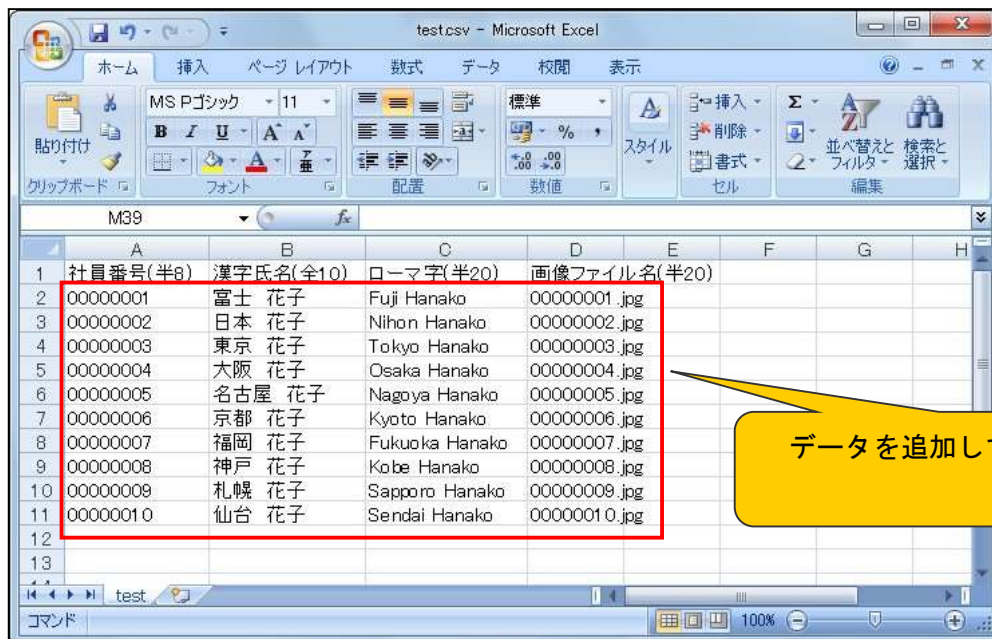 test.csv - Microsoft Excel
ホーム 挿入 ページ レイアウト 数式 データ 校閲 表示
貼り付け
クリップボード
MS Pゴシック 11
B I U A A
フォント
配置
標準
% ,
数値
スタイル
挿入
削除
書式
セル
Σ
並べ替えと フィルタ
検索と 選択
編集
M39 fx
A B C D E F G H
1 社員番号(半8) 漢字氏名(全10) ローマ字(半20) 画像ファイル名(半20)
2 00000001 富士 花子 Fuji Hanako 00000001.jpg
3 00000002 日本 花子 Nihon Hanako 00000002.jpg
4 00000003 東京 花子 Tokyo Hanako 00000003.jpg
5 00000004 大阪 花子 Osaka Hanako 00000004.jpg
6 00000005 名古屋 花子 Nagoya Hanako 00000005.jpg
7 00000006 京都 花子 Kyoto Hanako 00000006.jpg
8 00000007 福岡 花子 Fukuoka Hanako 00000007.jpg
9 00000008 神戸 花子 Kobe Hanako 00000008.jpg
10 00000009 札幌 花子 Sapporo Hanako 00000009.jpg
11 00000010 仙台 花子 Sendai Hanako 00000010.jpg
12
13
データを追加し
test
コマンド 100%